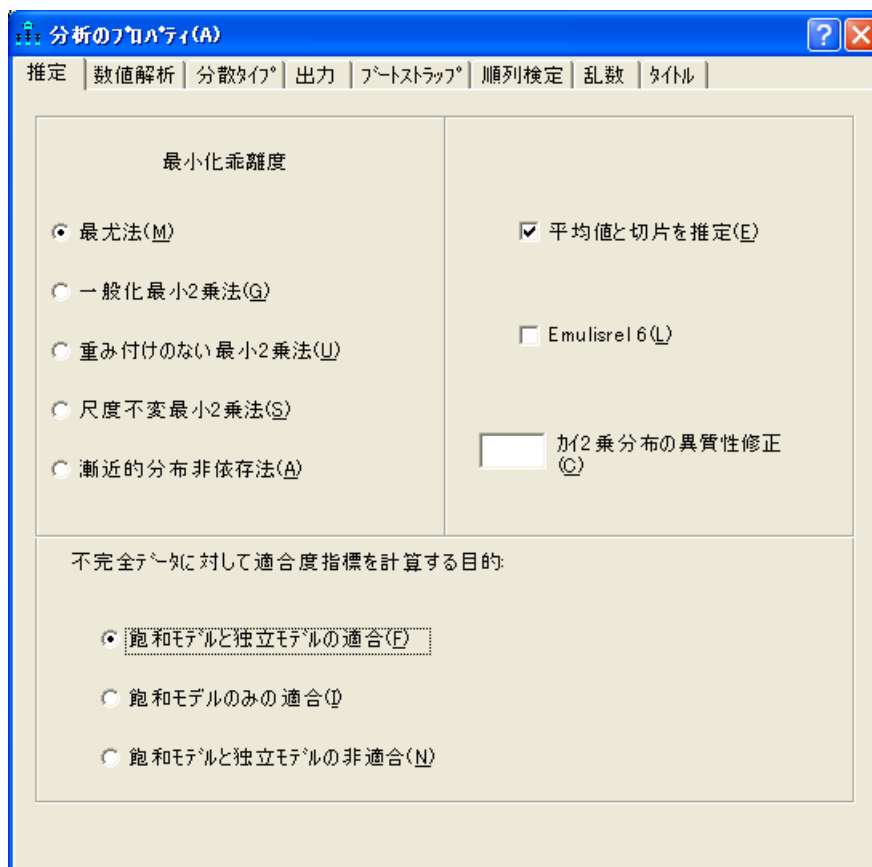 分析のﾌﾟﾛﾊﾟﾃｨ(A)
推定 数値解析 分散ﾀｲﾌﾟ 出力 ﾌﾞｰﾄｽﾄﾗｯﾌﾟ 順列検定 乱数 ﾀｲﾄﾙ
最小化乖離度
最尤法(M)
一般化最小2乗法(G)
重み付けのない最小2乗法(U)
尺度不変最小2乗法(S)
漸近的分布非依存法(A)
平均値と切片を推定(E)
Emulisrel 6(L)
ｶｲ2乗分布の異質性修正
(C)
不完全ﾃﾞｰﾀに対して適合度指標を計算する目的:
飽和ﾓﾃﾞﾙと独立ﾓﾃﾞﾙの適合(F)
飽和モデルのみの適合(I)
飽和ﾓﾃﾞﾙと独立ﾓﾃﾞﾙの非適合(N)